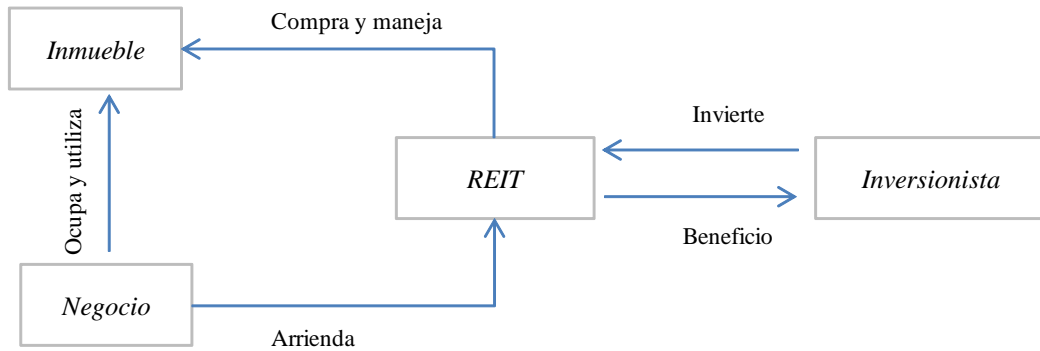 Compra y maneja
Inmueble
Ocupa y utiliza
Invierte
REIT
Inversionista
Beneficio
Negocio
Arrienda